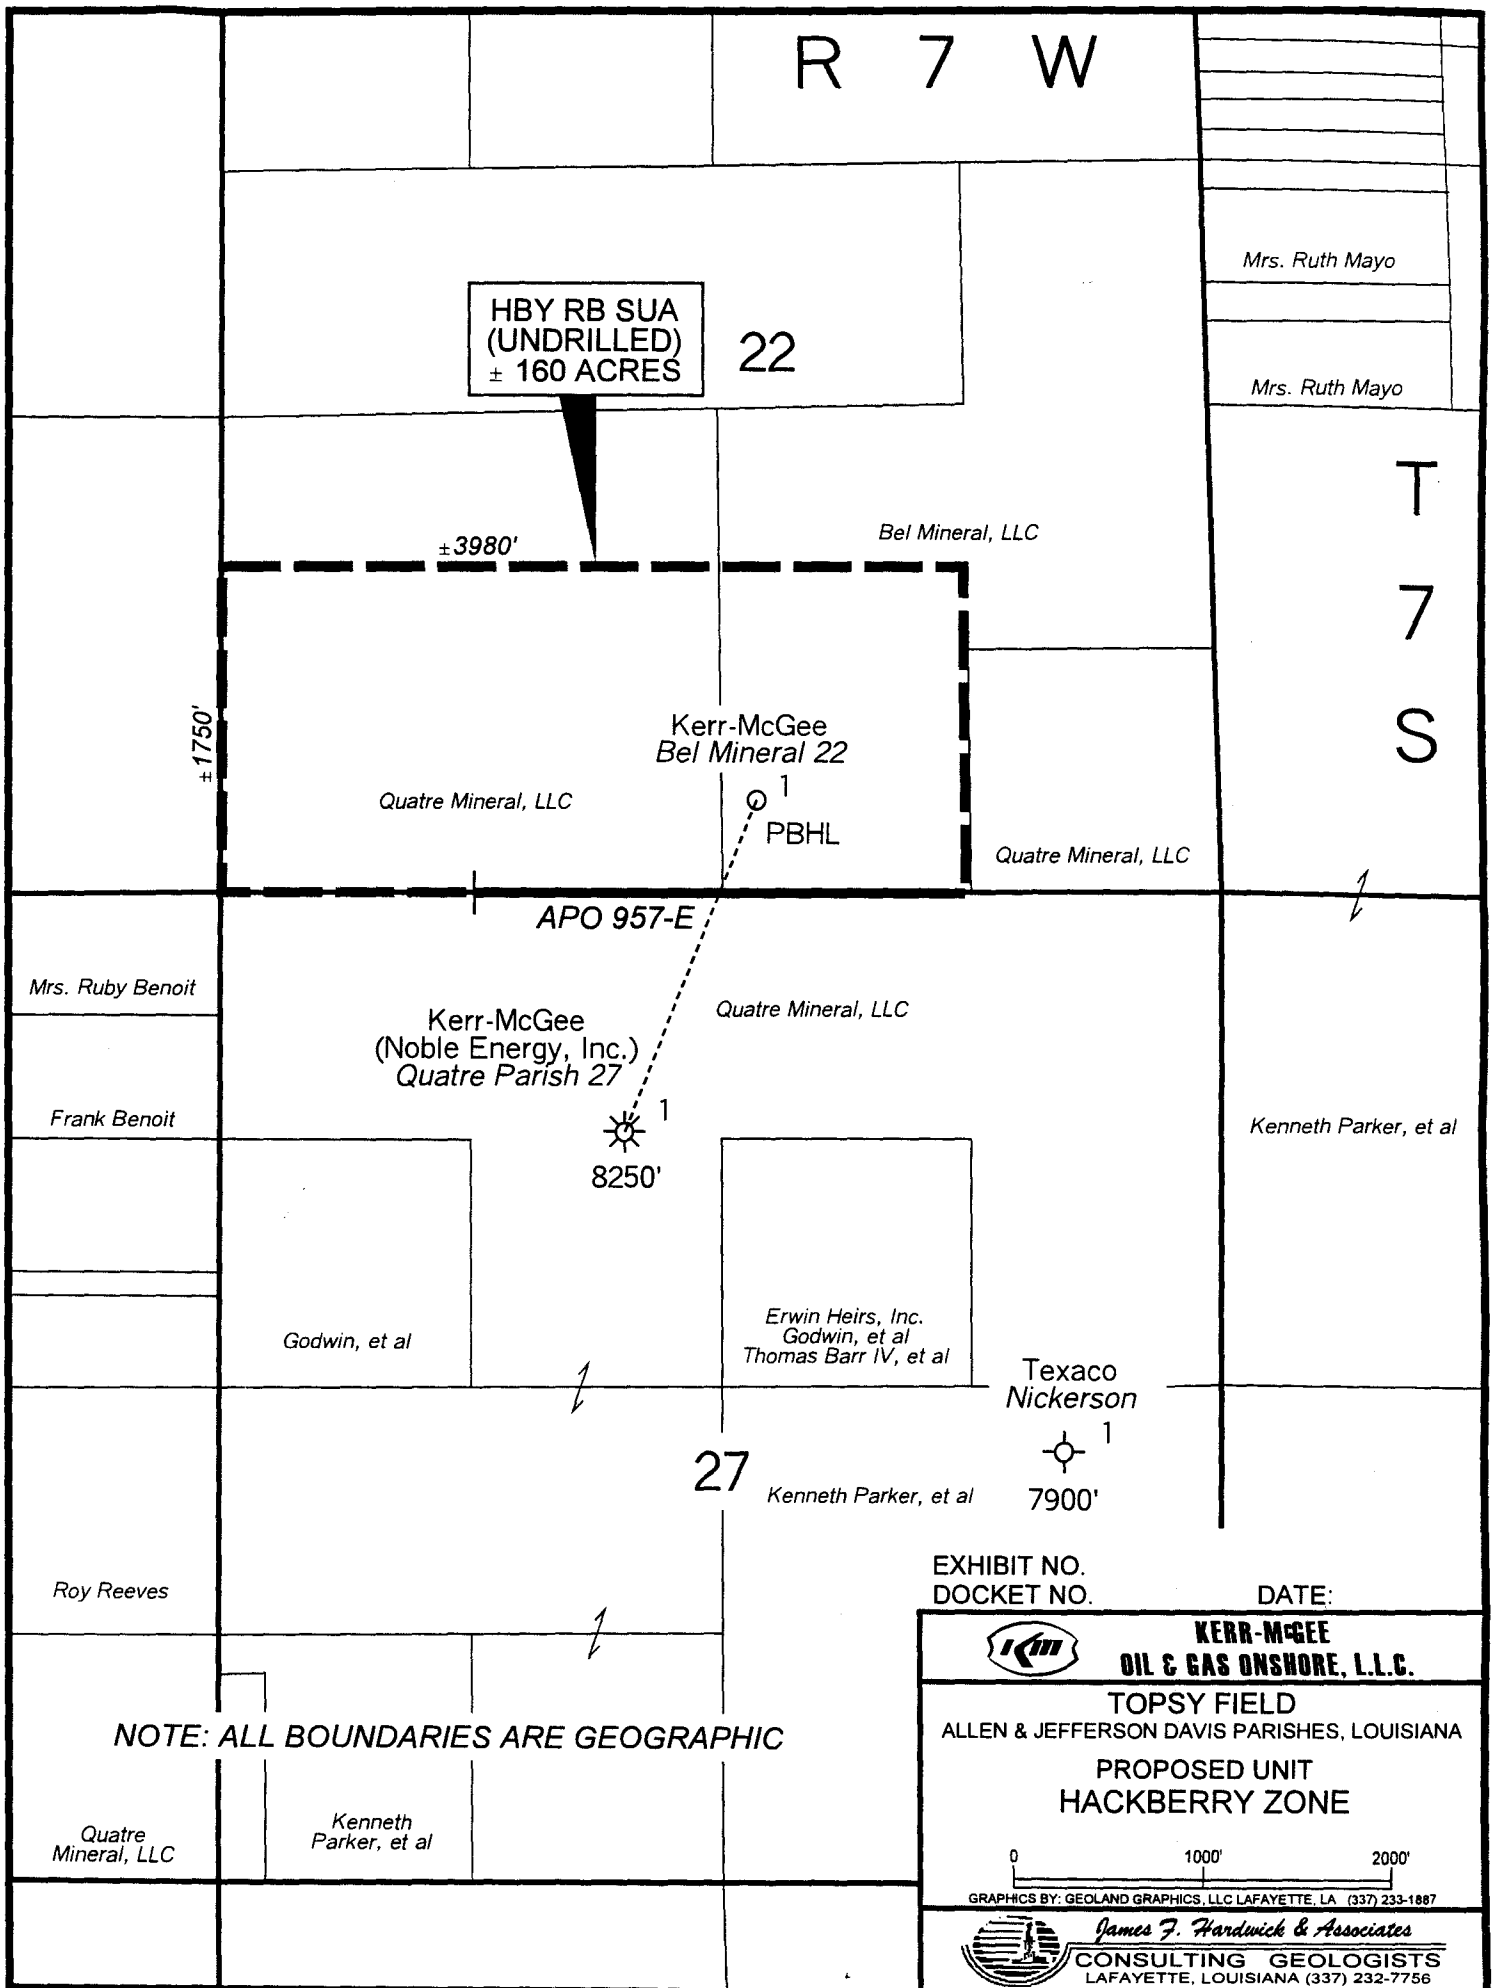 R 7 W
Mrs. Ruth Mayo
HBY RB SUA
(UNDRILLED)
± 160 ACRES
22
Mrs. Ruth Mayo
T
7
S
Bel Mineral, LLC
±3980'
±1750'
Kerr-McGee
Bel Mineral 22
1
PBHL
Quatre Mineral, LLC
Quatre Mineral, LLC
APO 957-E
Mrs. Ruby Benoit
Quatre Mineral, LLC
Kerr-McGee
(Noble Energy, Inc.)
Quatre Parish 27
1
8250'
Frank Benoit
Kenneth Parker, et al
Godwin, et al
Erwin Heirs, Inc.
Godwin, et al
Thomas Barr IV, et al
Texaco
Nickerson
1
7900'
27
Kenneth Parker, et al
Roy Reeves
EXHIBIT NO.
DOCKET NO. DATE:
KM
KERR-McGEE
OIL & GAS ONSHORE, L.L.C.
TOPSY FIELD
ALLEN & JEFFERSON DAVIS PARISHES, LOUISIANA
PROPOSED UNIT
HACKBERRY ZONE
NOTE: ALL BOUNDARIES ARE GEOGRAPHIC
Quatre
Mineral, LLC
Kenneth
Parker, et al
0 1000' 2000'
GRAPHICS BY: GEOLAND GRAPHICS, LLC LAFAYETTE, LA (337) 233-1887
James F. Hardwick & Associates
CONSULTING GEOLOGISTS
LAFAYETTE, LOUISIANA (337) 232-7756